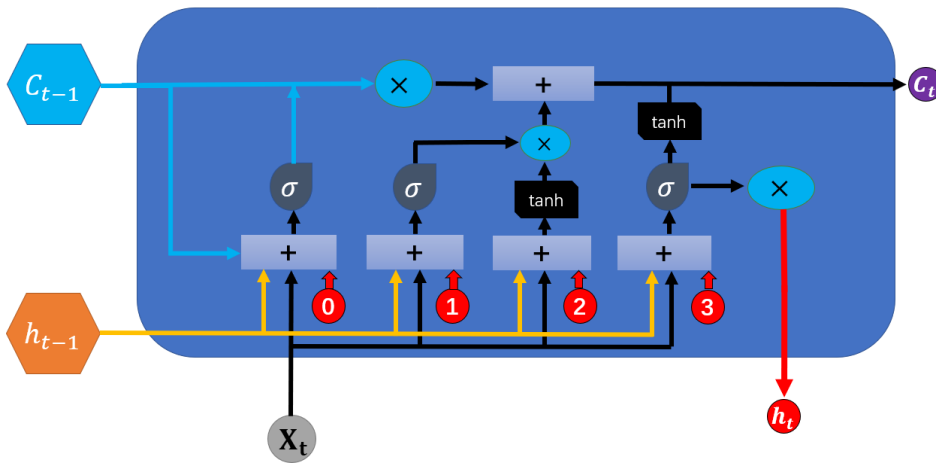 C_{t-1}
×
+
C_t
tanh
×
σ
σ
σ
×
tanh
+
+
+
+
0
1
2
3
h_{t-1}
X_t
h_t